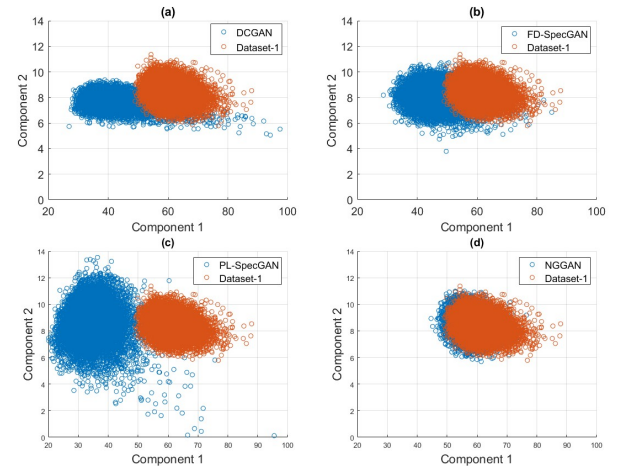 (a)
DCGAN
Dataset-1
14
12
10
8
6
4
2
0
Component 2
20 40 60 80 100
Component 1
(b)
FD-SpecGAN
Dataset-1
14
12
10
8
6
4
2
0
Component 2
20 40 60 80 100
Component 1
(c)
PL-SpecGAN
Dataset-1
14
12
10
8
6
4
2
0
Component 2
20 30 40 50 60 70 80 90 100
Component 1
(d)
NGGAN
Dataset-1
14
12
10
8
6
4
2
0
Component 2
20 30 40 50 60 70 80 90 100
Component 1